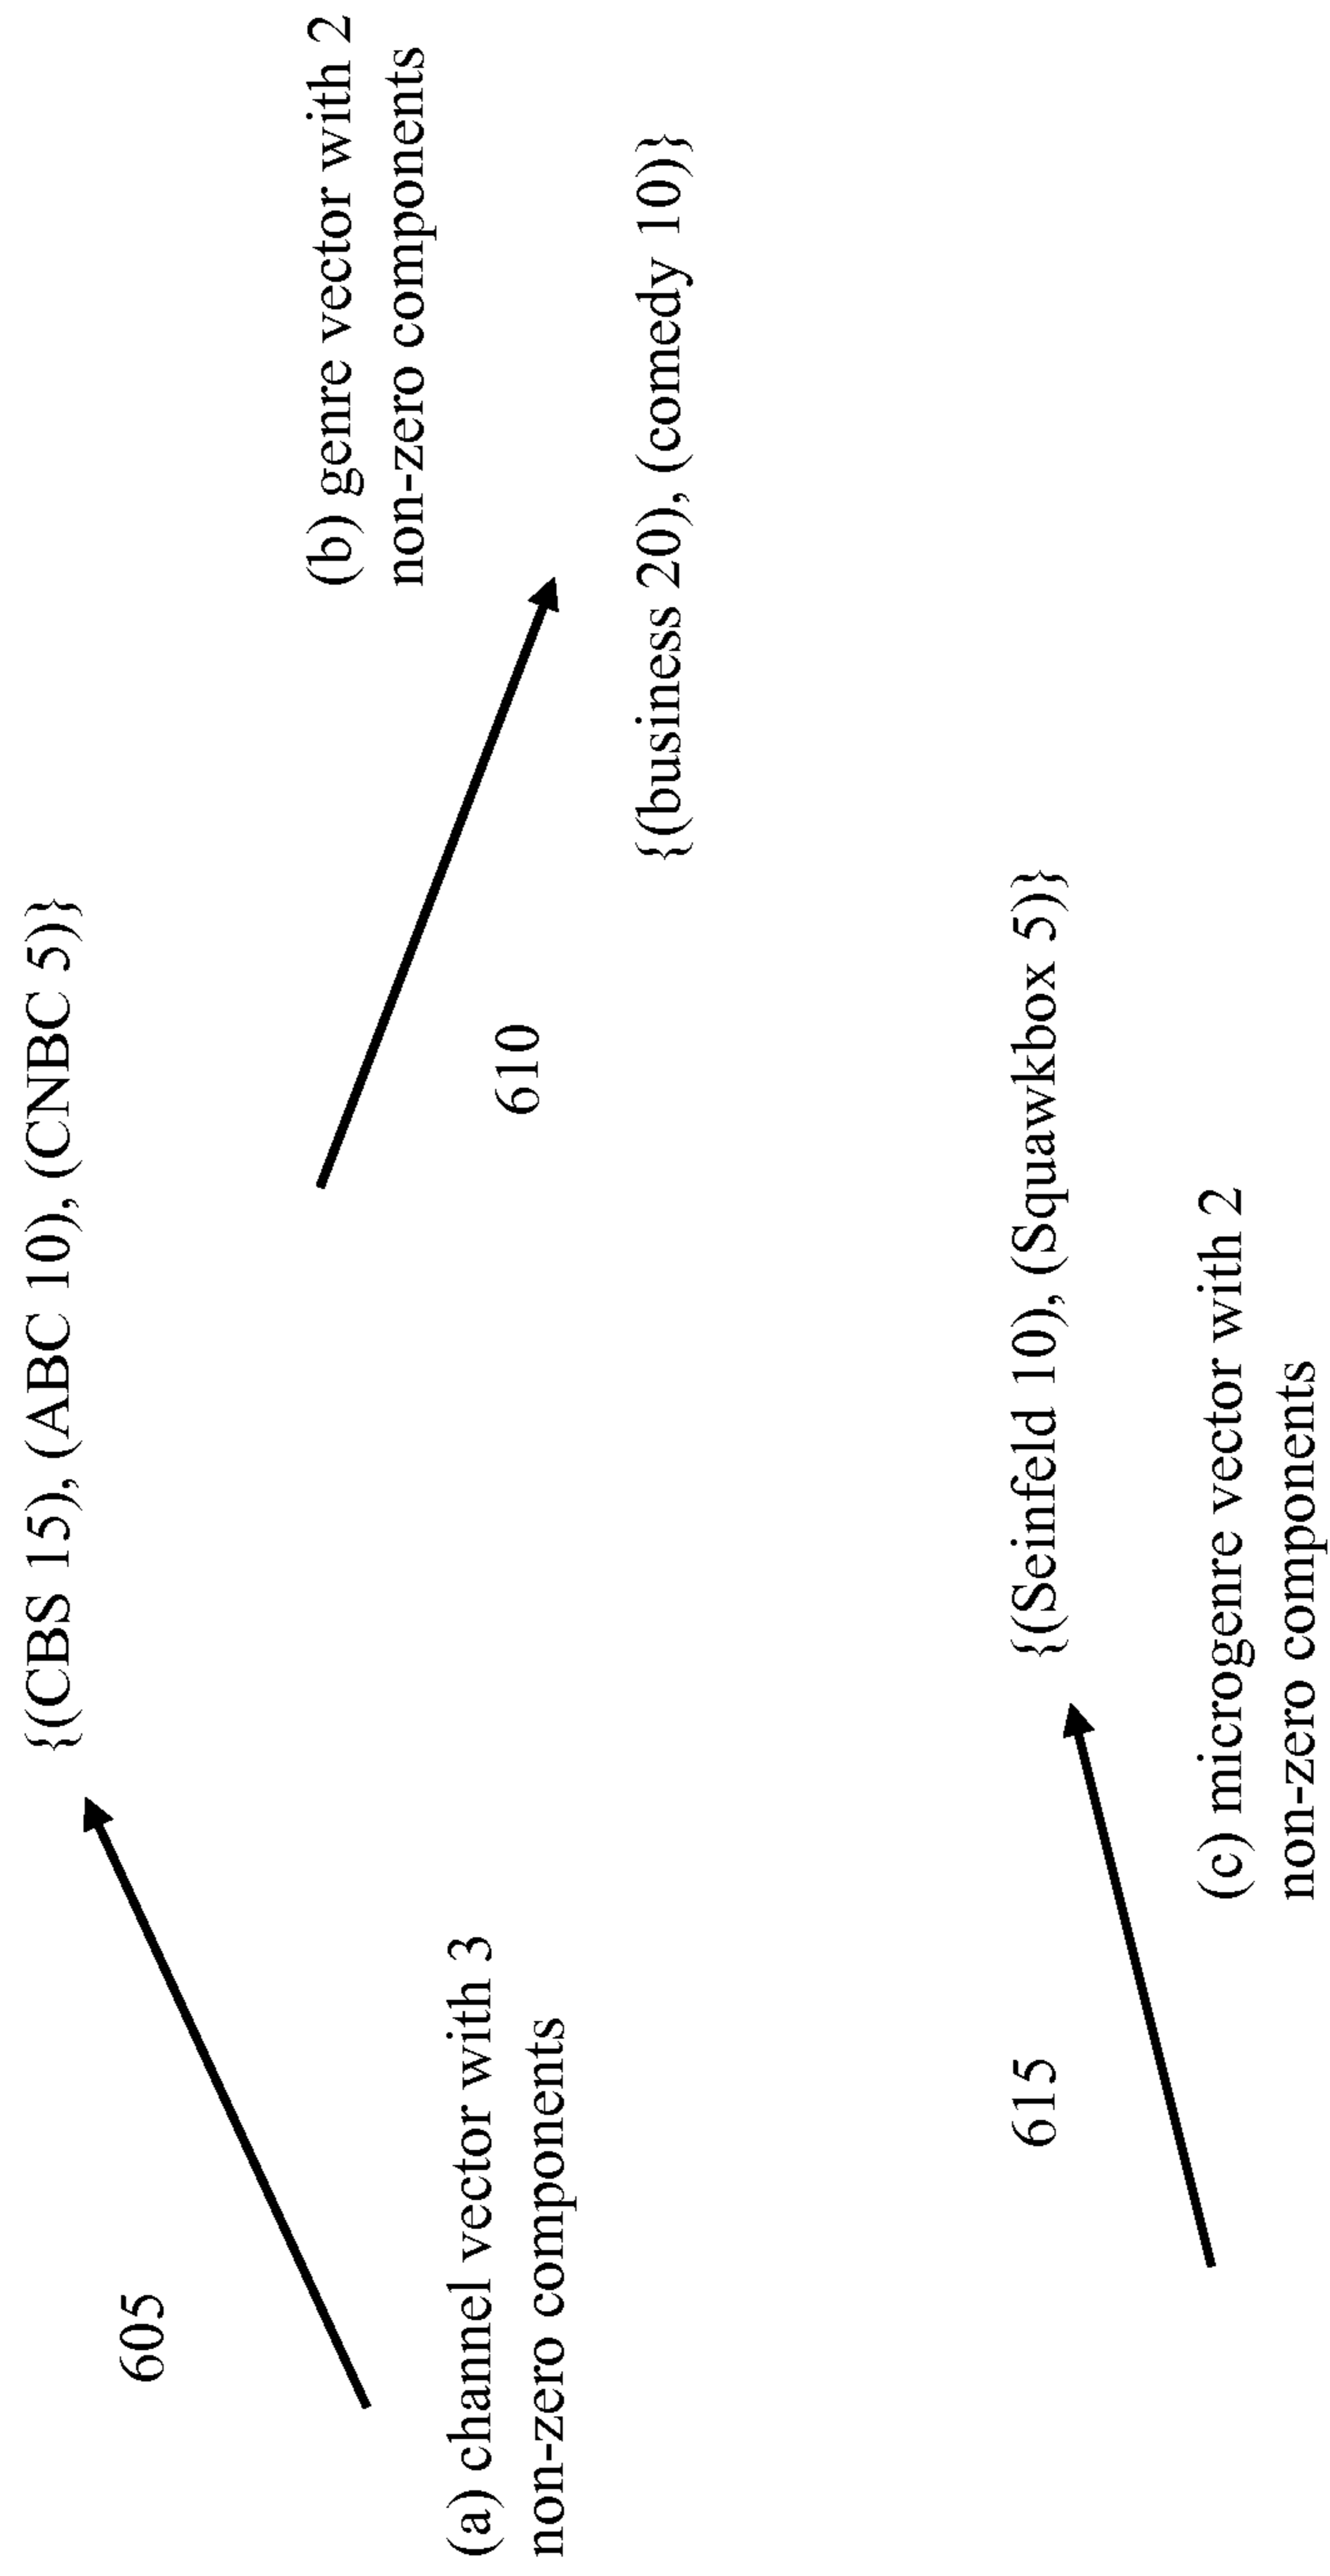 {(CBS 15), (ABC 10), (CNBC 5)}
605
(a) channel vector with 3
non-zero components
(b) genre vector with 2
non-zero components
610
{(business 20), (comedy 10)}
615
{(Seinfeld 10), (Squawkbox 5)}
(c) microgenre vector with 2
non-zero components